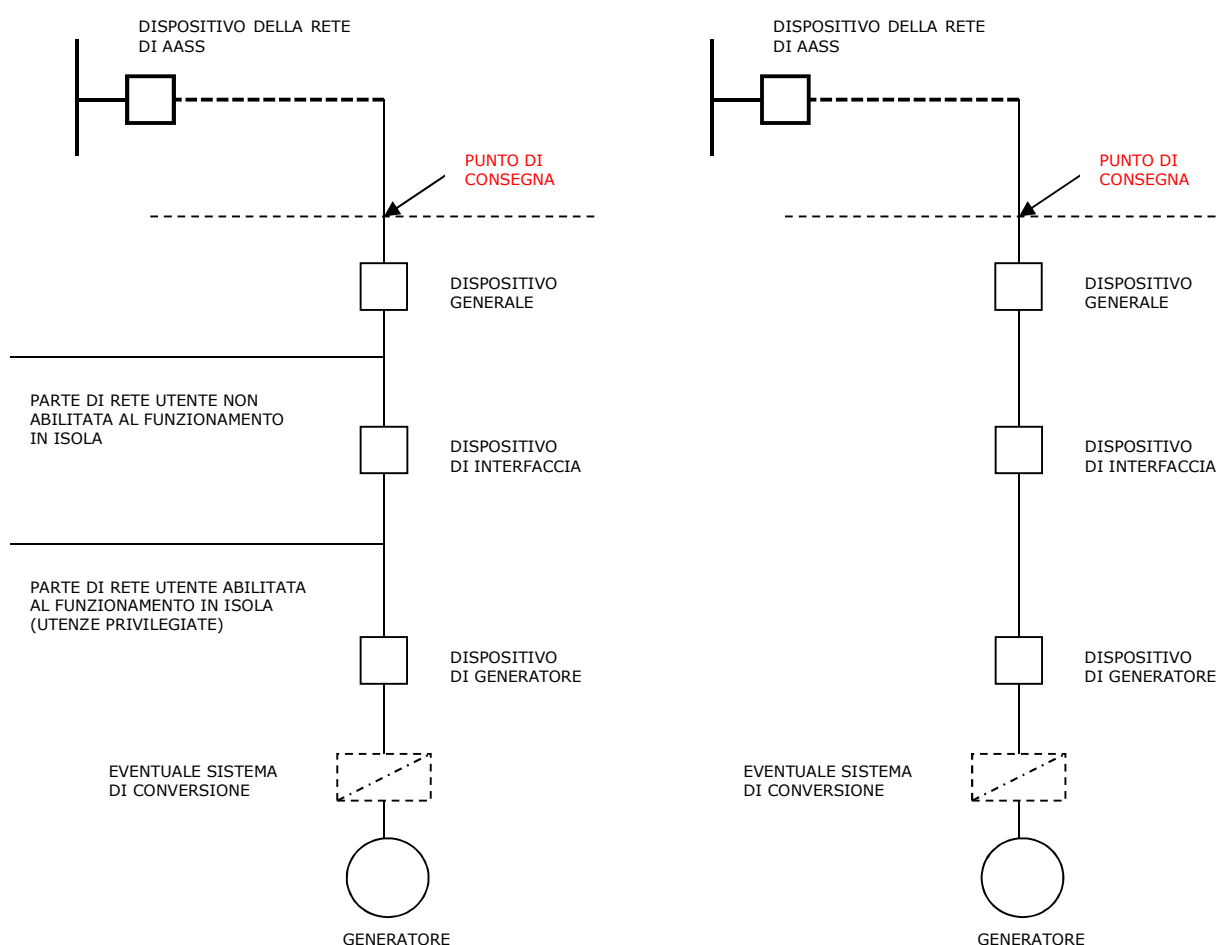 DISPOSITIVO DELLA RETE
DI AASS
PUNTO DI
CONSEGNA
DISPOSITIVO
GENERALE
PARTE DI RETE UTENTE NON
ABILITATA AL FUNZIONAMENTO
IN ISOLA
DISPOSITIVO
DI INTERFACCIA
PARTE DI RETE UTENTE ABILITATA
AL FUNZIONAMENTO IN ISOLA
(UTENZE PRIVILEGIATE)
DISPOSITIVO
DI GENERATORE
EVENTUALE SISTEMA
DI CONVERSIONE
GENERATORE
DISPOSITIVO DELLA RETE
DI AASS
PUNTO DI
CONSEGNA
DISPOSITIVO
GENERALE
DISPOSITIVO
DI INTERFACCIA
DISPOSITIVO
DI GENERATORE
EVENTUALE SISTEMA
DI CONVERSIONE
GENERATORE